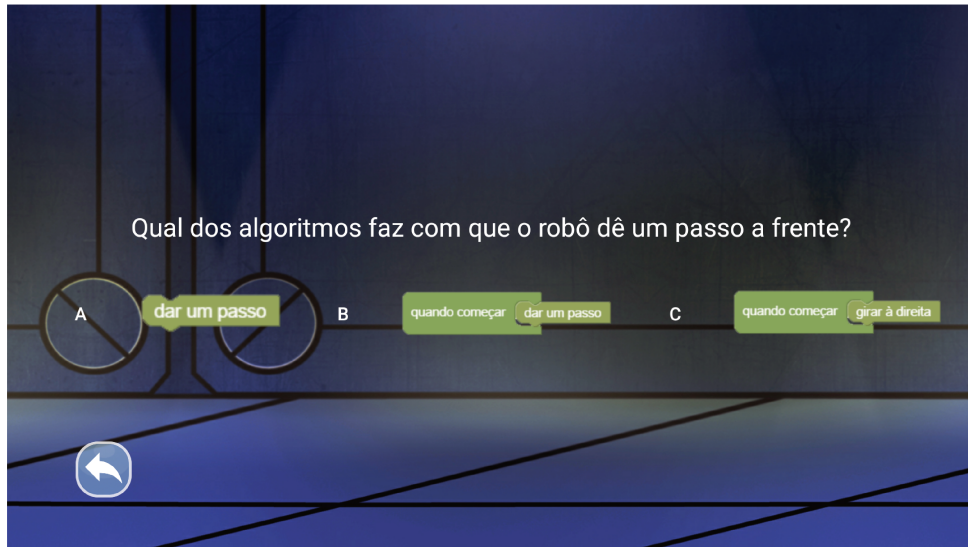 Qual dos algoritmos faz com que o robô dê um passo a frente?
A dar um passo B quando começar dar um passo C quando começar girar à direita